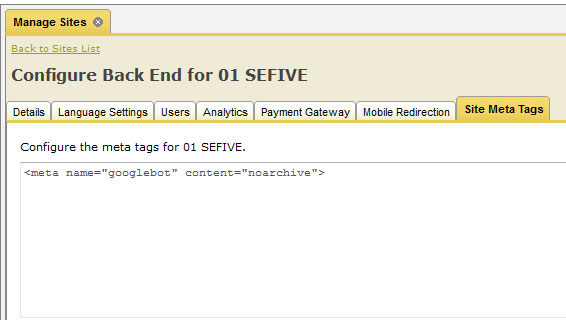 Manage Sites
Back to Sites List
Configure Back End for 01 SEFIVE
Details Language Settings Users Analytics Payment Gateway Mobile Redirection Site Meta Tags
Configure the meta tags for 01 SEFIVE.
<meta name="googlebot" content="noarchive">